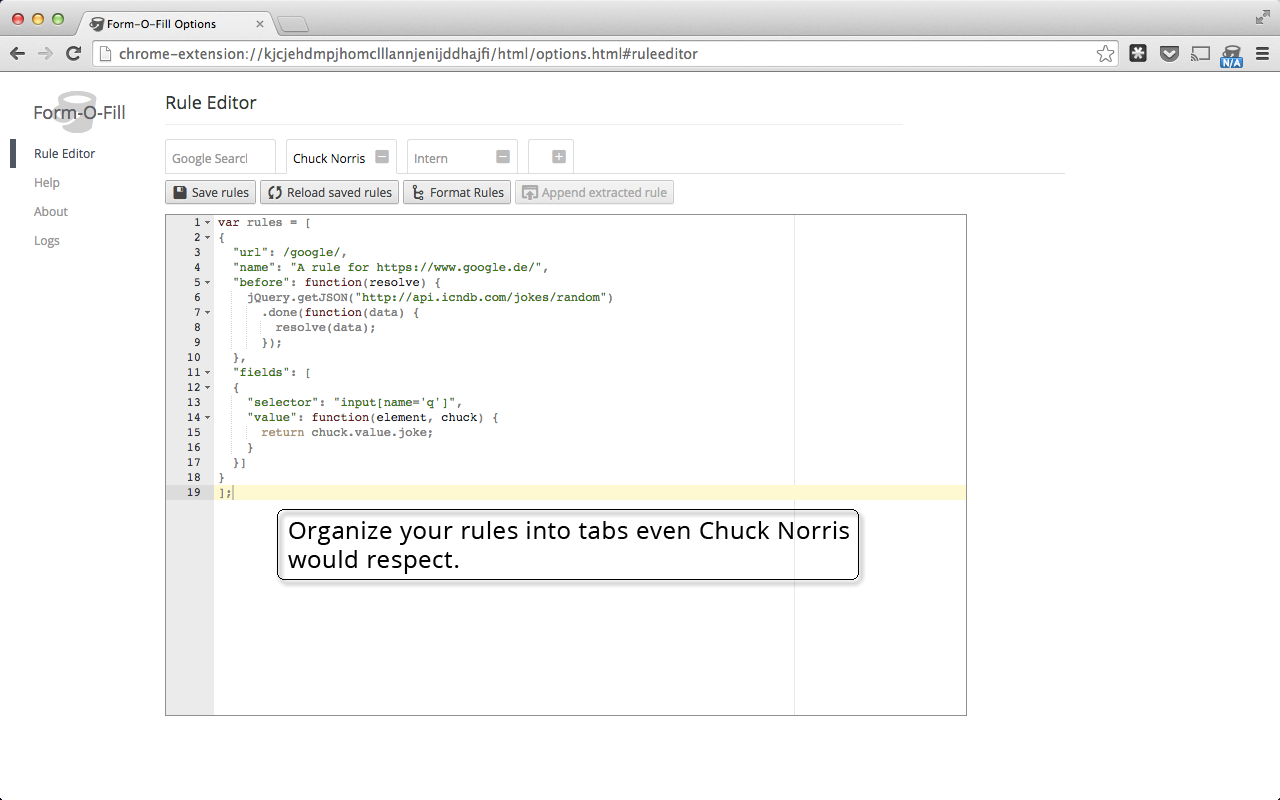 Form-O-Fill Options
chrome-extension://kjcjehdmpjhomclllannjenijddhajfi/html/options.html#ruleeditor
N/A
Form-O-Fill
Rule Editor
Help
About
Logs
Rule Editor
Google Search
Chuck Norris
Intern
Save rules
Reload saved rules
Format Rules
Append extracted rule
1 var rules = [
2 {
3 "url": /google/,
4 "name": "A rule for https://www.google.de/",
5 "before": function(resolve) {
6 jQuery.getJSON("http://api.icndb.com/jokes/random")
7 .done(function(data) {
8 resolve(data);
9 });
10 },
11 "fields": [
12 {
13 "selector": "input[name='q']",
14 "value": function(element, chuck) {
15 return chuck.value.joke;
16 }
17 }]
18 }
19 ];
Organize your rules into tabs even Chuck Norris
would respect.